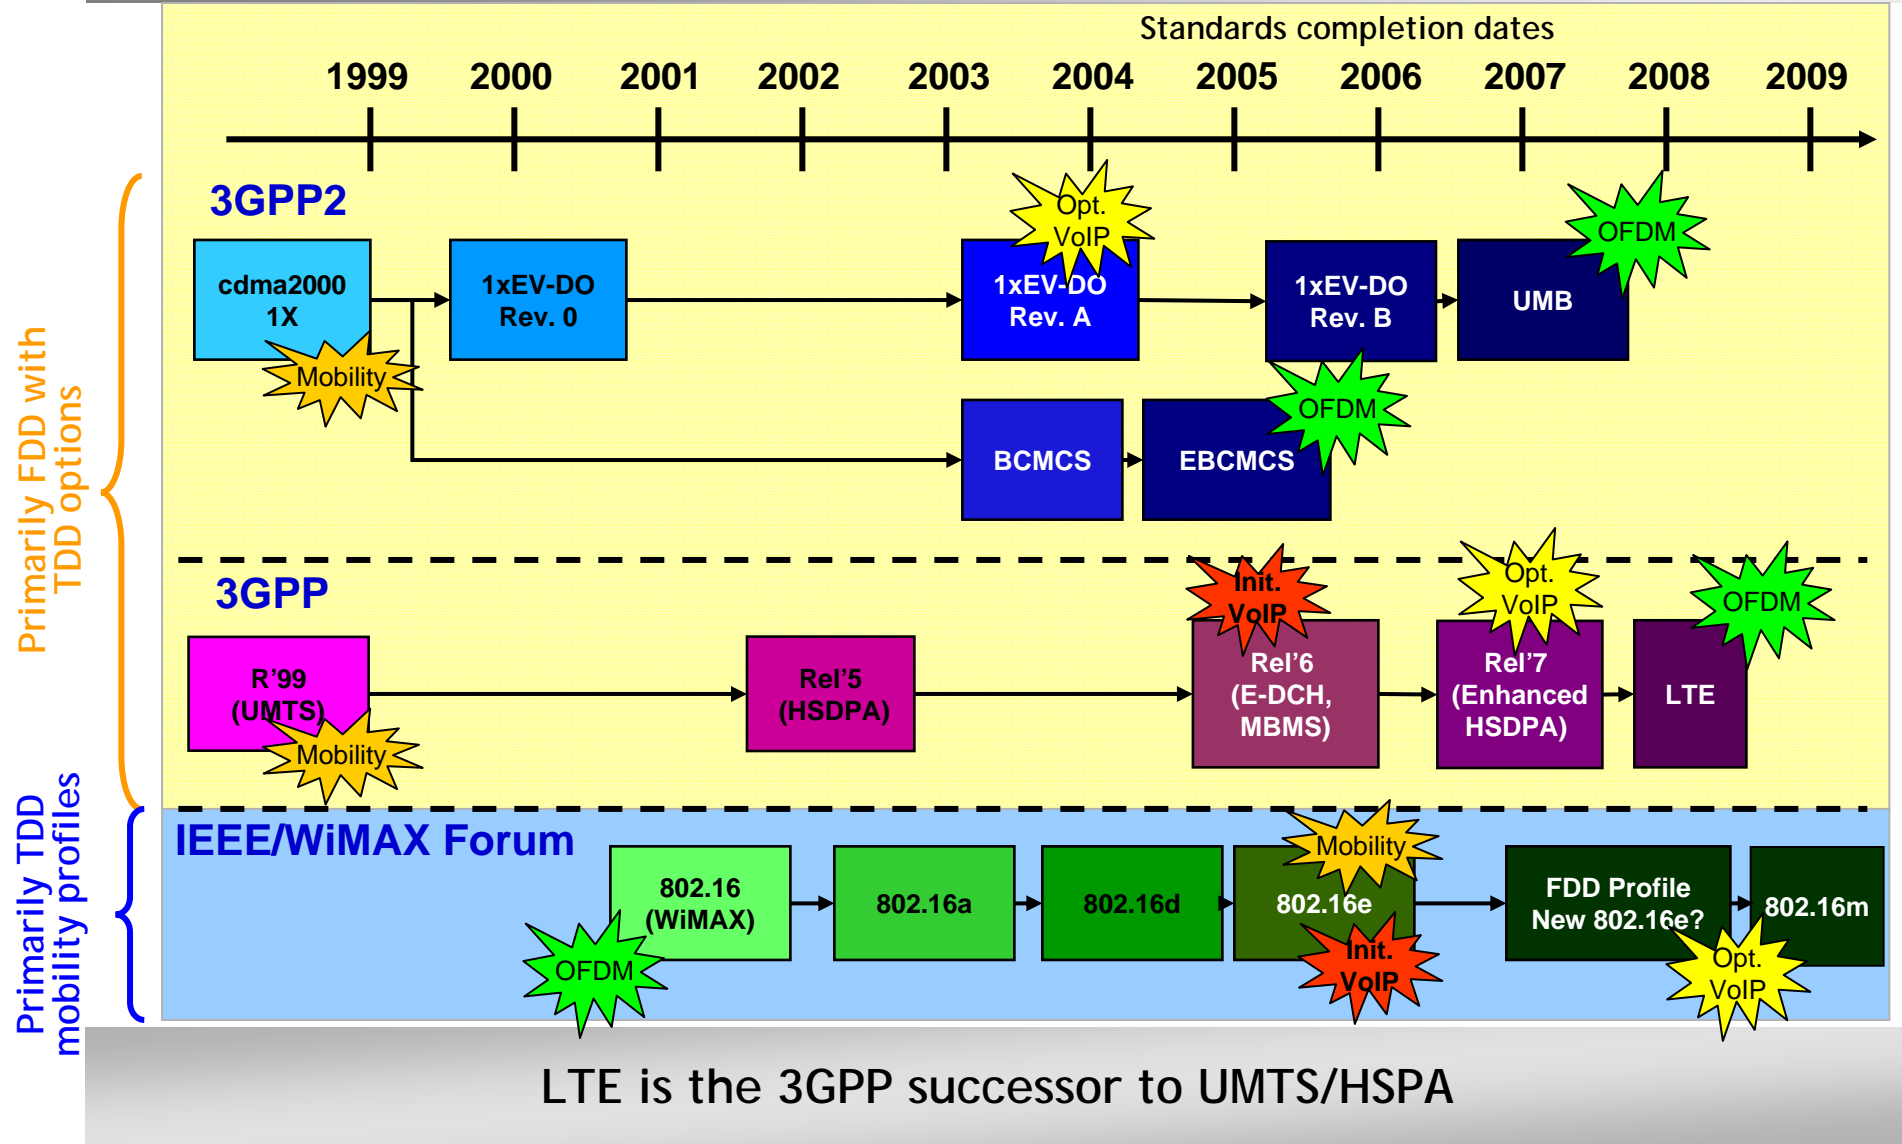 Standards completion dates
1999 2000 2001 2002 2003 2004 2005 2006 2007 2008 2009
3GPP2
Opt.
VoIP
OFDM
cdma2000
1X
Mobility
1xEV-DO
Rev. 0
1xEV-DO
Rev. A
1xEV-DO
Rev. B
UMB
OFDM
BCMCS
EBCMCS
Primarily FDD with
TDD options
3GPP
Init.
VoIP
Opt.
VoIP
OFDM
R'99
(UMTS)
Mobility
Rel'5
(HSDPA)
Rel'6
(E-DCH,
MBMS)
Rel'7
(Enhanced
HSDPA)
LTE
Primarily TDD
mobility profiles
IEEE/WiMAX Forum
Mobility
802.16
(WiMAX)
OFDM
802.16a
802.16d
802.16e
Init.
VoIP
FDD Profile
New 802.16e?
Opt.
VoIP
802.16m
LTE is the 3GPP successor to UMTS/HSPA